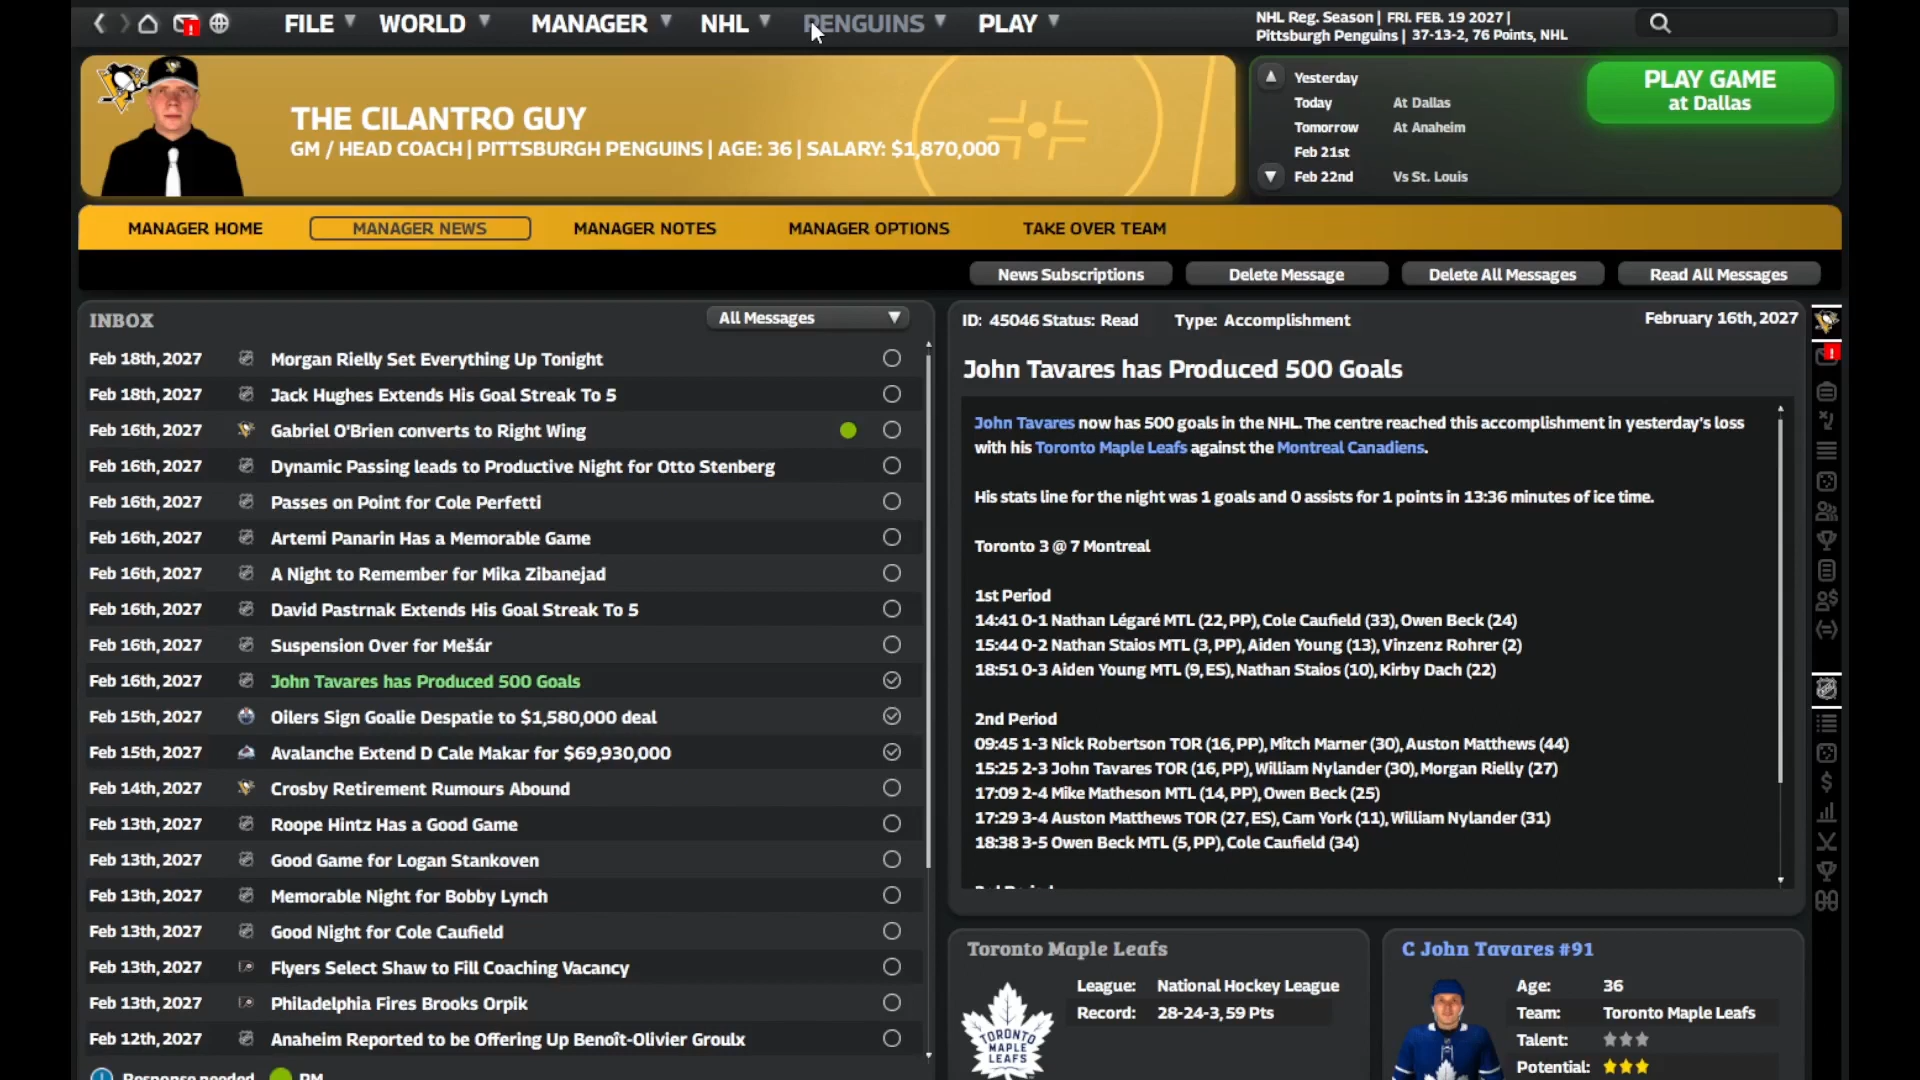 FILE
WORLD
MANAGER
NHL
PENGUINS
PLAY
NHL Reg. Season | FRI. FEB. 19 2027 |
Pittsburgh Penguins | 37-13-2, 76 Points, NHL
THE CILANTRO GUY
GM / HEAD COACH | PITTSBURGH PENGUINS | AGE: 36 | SALARY: $1,870,000
Yesterday
Today At Dallas
Tomorrow At Anaheim
Feb 21st
Feb 22nd Vs St. Louis
PLAY GAME
at Dallas
MANAGER HOME
MANAGER NEWS
MANAGER NOTES
MANAGER OPTIONS
TAKE OVER TEAM
News Subscriptions
Delete Message
Delete All Messages
Read All Messages
INBOX
All Messages
Feb 18th, 2027 Morgan Rielly Set Everything Up Tonight
Feb 18th, 2027 Jack Hughes Extends His Goal Streak To 5
Feb 16th, 2027 Gabriel O'Brien converts to Right Wing
Feb 16th, 2027 Dynamic Passing leads to Productive Night for Otto Stenberg
Feb 16th, 2027 Passes on Point for Cole Perfetti
Feb 16th, 2027 Artemi Panarin Has a Memorable Game
Feb 16th, 2027 A Night to Remember for Mika Zibanejad
Feb 16th, 2027 David Pastrnak Extends His Goal Streak To 5
Feb 16th, 2027 Suspension Over for Mešár
Feb 16th, 2027 John Tavares has Produced 500 Goals
Feb 15th, 2027 Oilers Sign Goalie Despatie to $1,580,000 deal
Feb 15th, 2027 Avalanche Extend D Cale Makar for $69,930,000
Feb 14th, 2027 Crosby Retirement Rumours Abound
Feb 13th, 2027 Roope Hintz Has a Good Game
Feb 13th, 2027 Good Game for Logan Stankoven
Feb 13th, 2027 Memorable Night for Bobby Lynch
Feb 13th, 2027 Good Night for Cole Caufield
Feb 13th, 2027 Flyers Select Shaw to Fill Coaching Vacancy
Feb 13th, 2027 Philadelphia Fires Brooks Orpik
Feb 12th, 2027 Anaheim Reported to be Offering Up Benoît-Olivier Groulx
Response needed
PM
ID: 45046 Status: Read Type: Accomplishment February 16th, 2027
John Tavares has Produced 500 Goals
John Tavares now has 500 goals in the NHL. The centre reached this accomplishment in yesterday's loss
with his Toronto Maple Leafs against the Montreal Canadiens.
His stats line for the night was 1 goals and 0 assists for 1 points in 13:36 minutes of ice time.
Toronto 3 @ 7 Montreal
1st Period
14:41 0-1 Nathan Légaré MTL (22, PP), Cole Caufield (33), Owen Beck (24)
15:44 0-2 Nathan Staios MTL (3, PP), Aiden Young (13), Vinzenz Rohrer (2)
18:51 0-3 Aiden Young MTL (9, ES), Nathan Staios (10), Kirby Dach (22)
2nd Period
09:45 1-3 Nick Robertson TOR (16, PP), Mitch Marner (30), Auston Matthews (44)
15:25 2-3 John Tavares TOR (16, PP), William Nylander (30), Morgan Rielly (27)
17:09 2-4 Mike Matheson MTL (14, PP), Owen Beck (25)
17:29 3-4 Auston Matthews TOR (27, ES), Cam York (11), William Nylander (31)
18:38 3-5 Owen Beck MTL (5, PP), Cole Caufield (34)
Toronto Maple Leafs
League: National Hockey League
Record: 28-24-3, 59 Pts
TORONTO
MAPLE
LEAFS
C John Tavares #91
Age: 36
Team: Toronto Maple Leafs
Talent:
Potential: